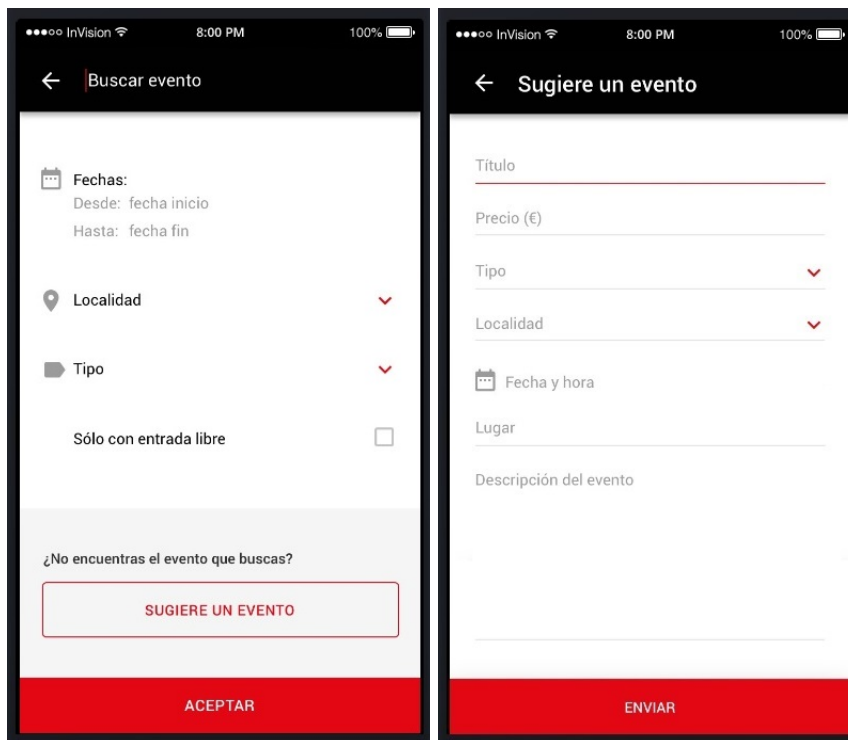 ●●●○○ InVision 8:00 PM 100%
Buscar evento
Fechas:
Desde: fecha inicio
Hasta: fecha fin
Localidad
Tipo
Sólo con entrada libre
¿No encuentras el evento que buscas?
SUGIERE UN EVENTO
ACEPTAR
●●●○○ InVision 8:00 PM 100%
Sugiere un evento
Título
Precio (€)
Tipo
Localidad
Fecha y hora
Lugar
Descripción del evento
ENVIAR